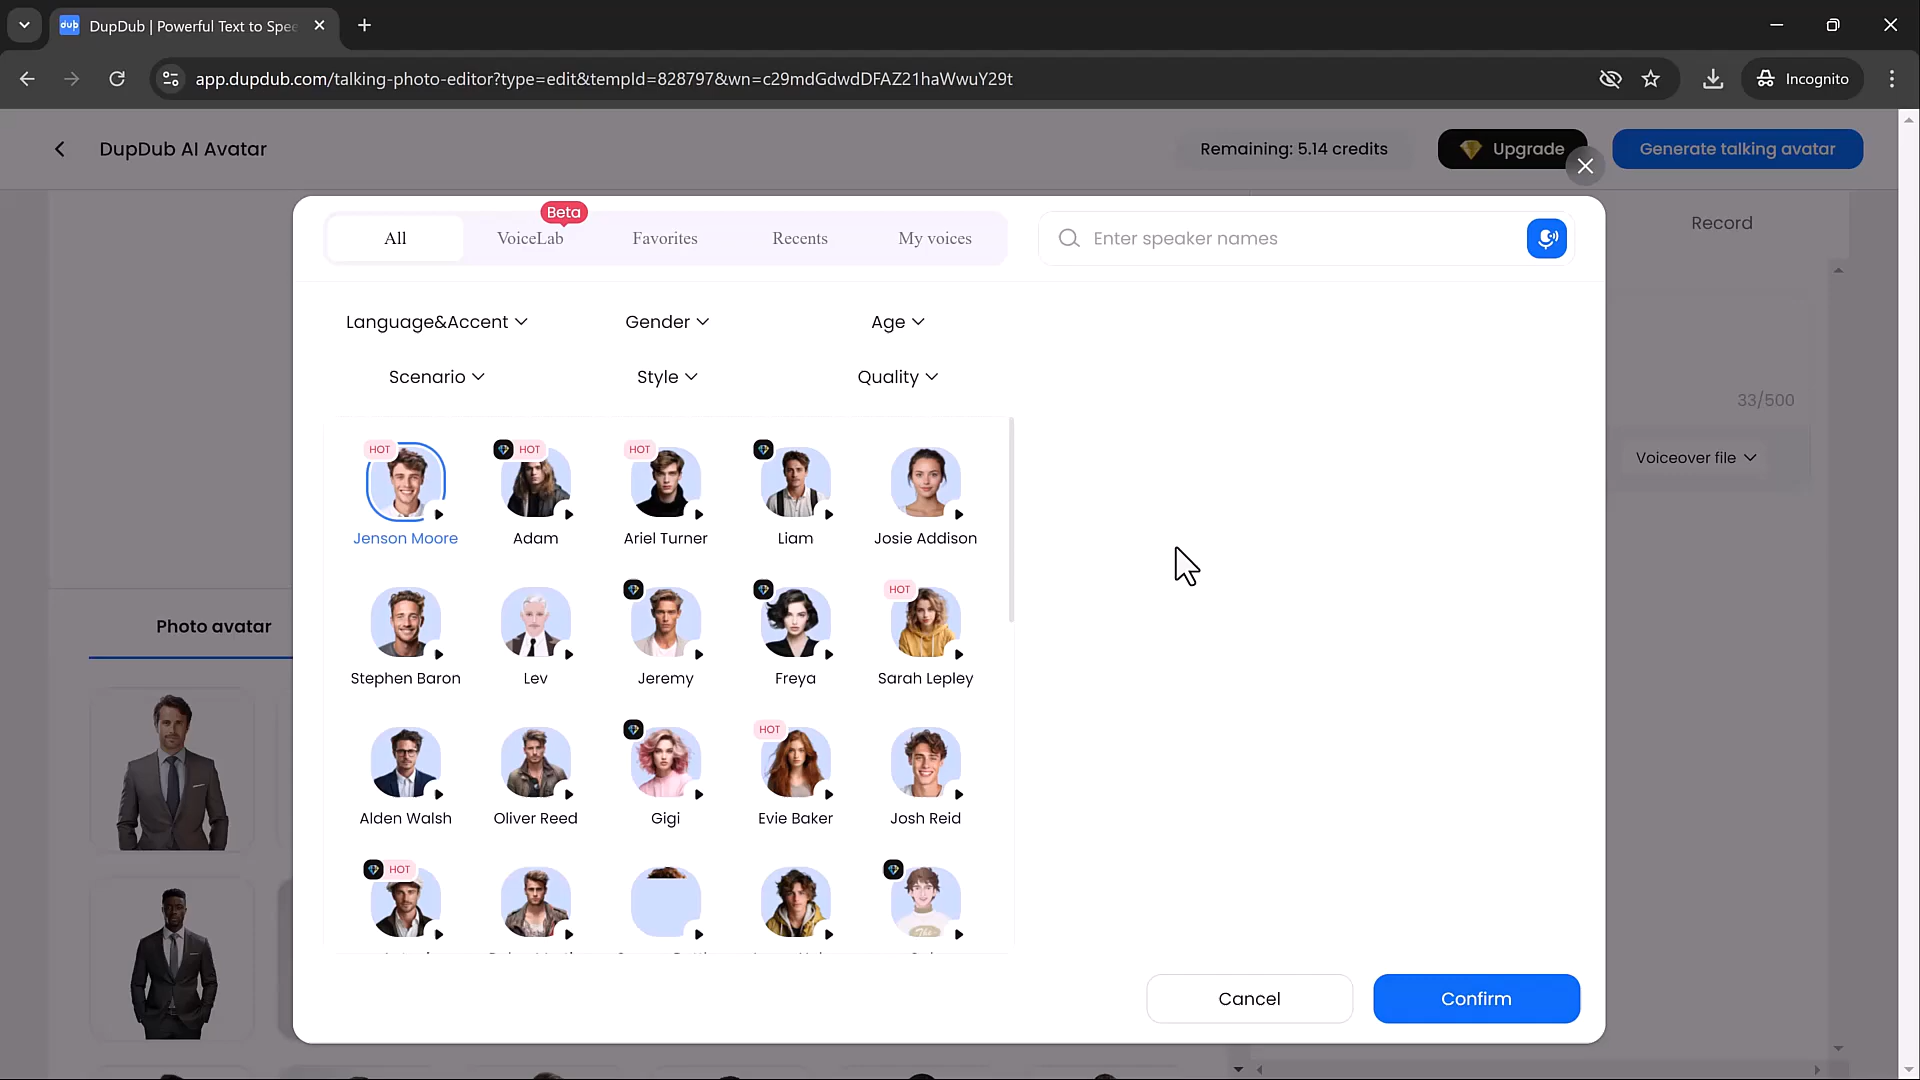 dub DupDub | Powerful Text to Spee
app.dupdub.com/talking-photo-editor?type=edit&tempId=828797&wn=c29mdGdwdDFAZ21haWwuY29t
Incognito
DupDub AI Avatar
Remaining: 5.14 credits
Upgrade
Generate talking avatar
Beta
All
VoiceLab
Favorites
Recents
My voices
Enter speaker names
Record
Language&Accent
Gender
Age
Scenario
Style
Quality
33/500
Voiceover file
HOT
HOT
HOT
Jenson Moore
Adam
Ariel Turner
Liam
Josie Addison
HOT
Stephen Baron
Lev
Jeremy
Freya
Sarah Lepley
Photo avatar
HOT
Alden Walsh
Oliver Reed
Gigi
Evie Baker
Josh Reid
HOT
The
Cancel
Confirm